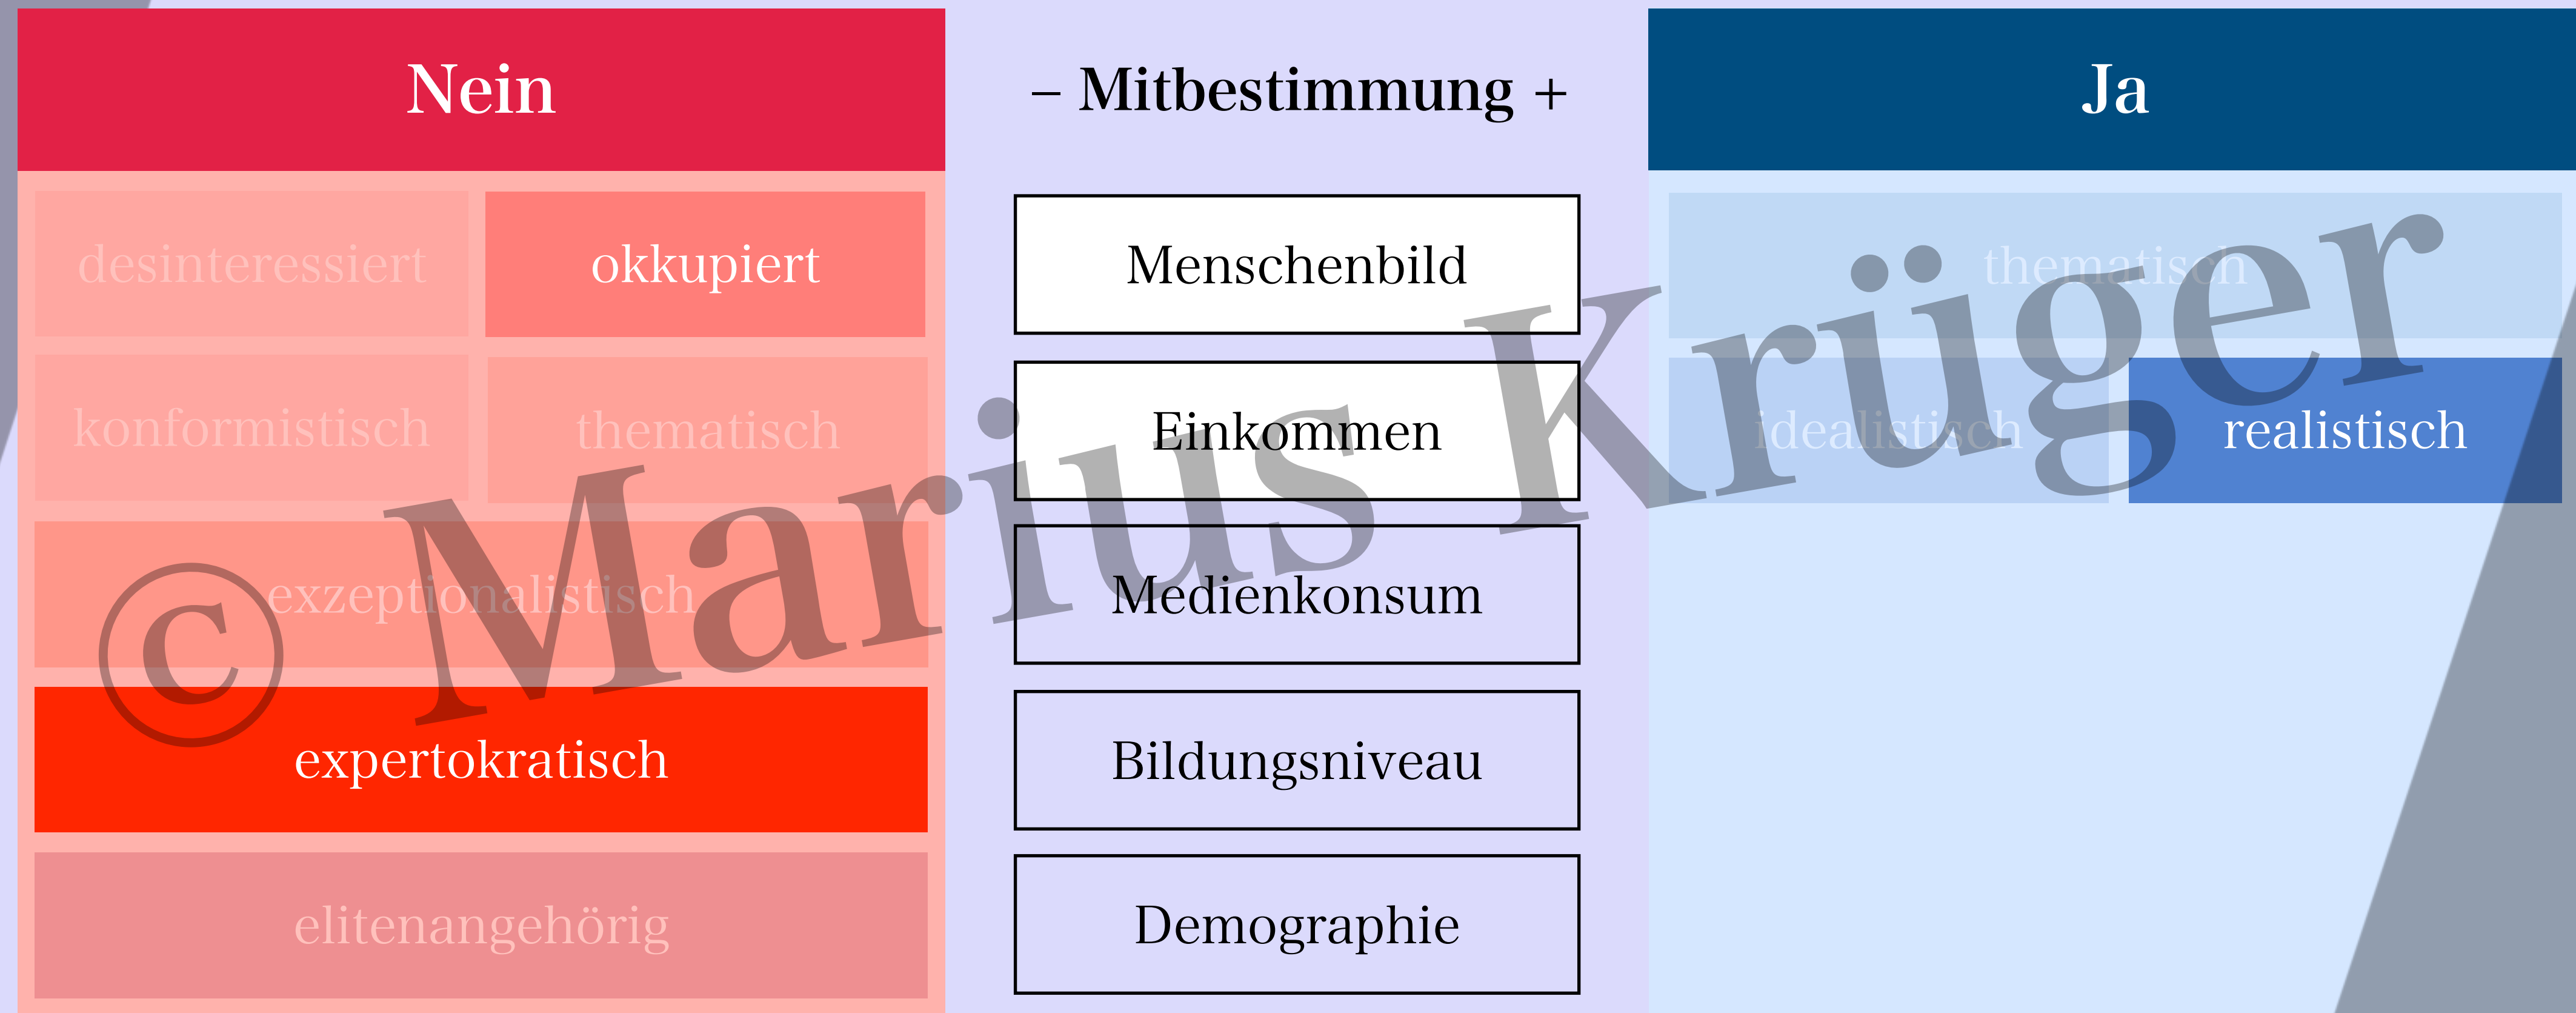 Nein
– Mitbestimmung +
Ja
desinteressiert
okkupiert
Menschenbild
thematisch
konformistisch
thematisch
Einkommen
idealistisch
realistisch
exzeptionalistisch
Medienkonsum
expertokratisch
Bildungsniveau
elitenangehörig
Demographie
© Marius Krüger